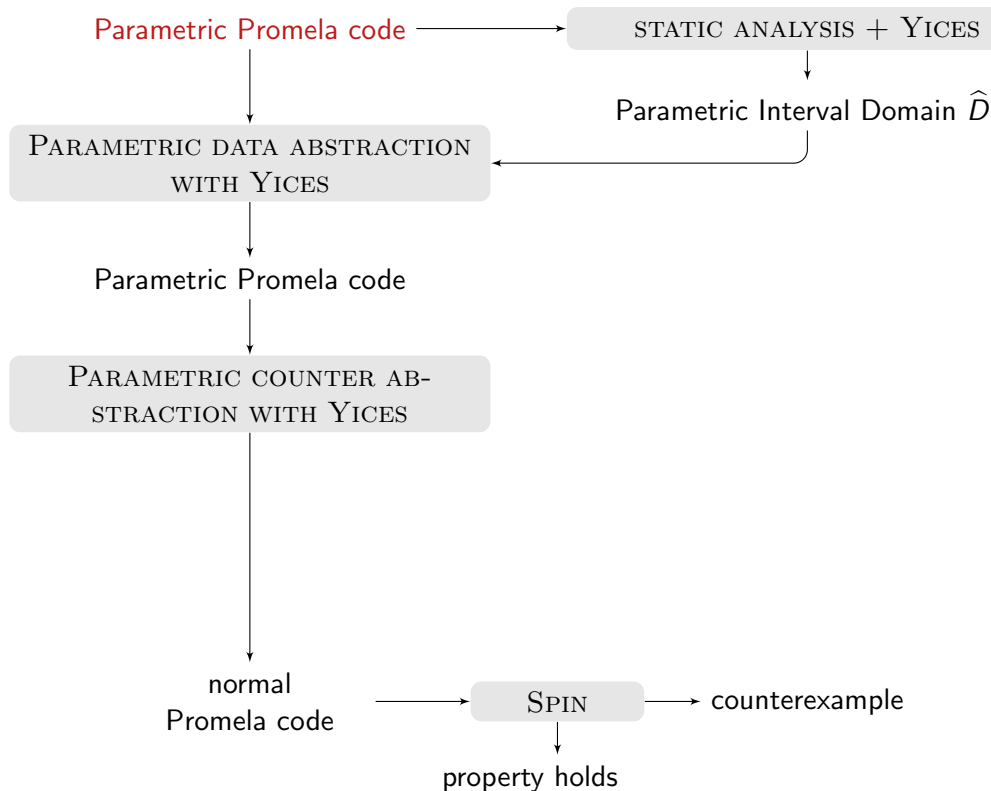 Parametric Promela code
STATIC ANALYSIS + YICES
Parametric Interval Domain D̂
PARAMETRIC DATA ABSTRACTION
WITH YICES
Parametric Promela code
PARAMETRIC COUNTER AB-
STRACTION WITH YICES
normal
Promela code
SPIN
counterexample
property holds